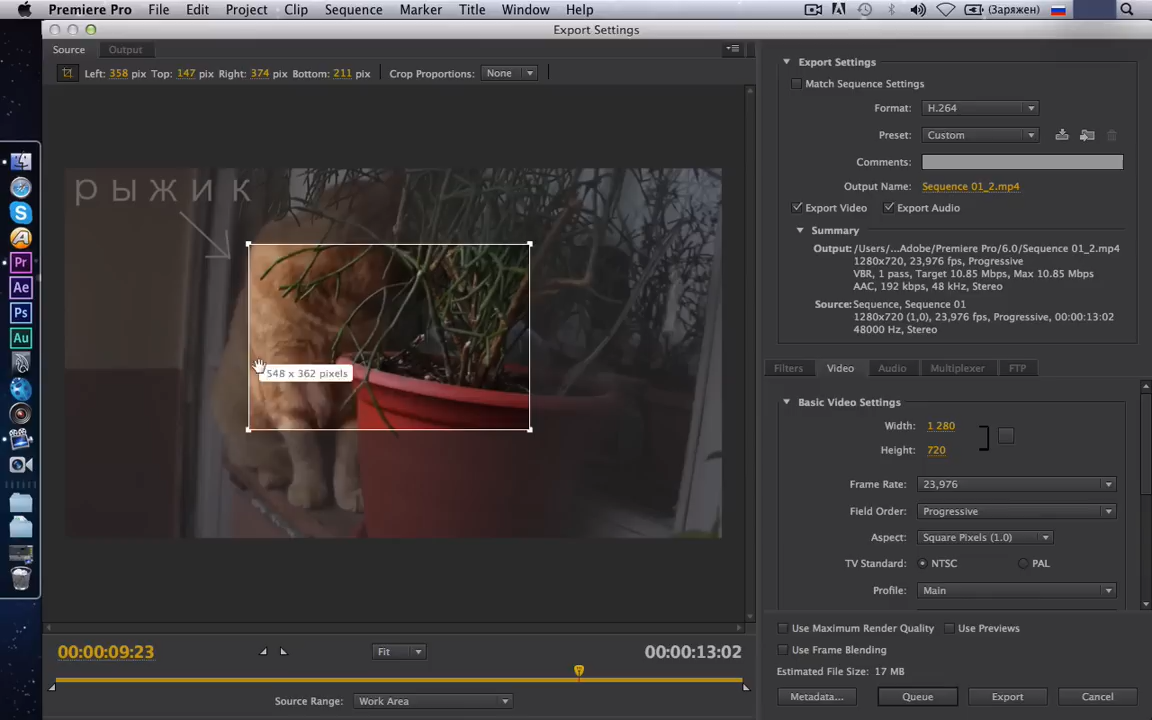 Premiere Pro File Edit Project Clip Sequence Marker Title Window Help (Заряжен)
Export Settings
Source Output
Left: 358 pix Top: 147 pix Right: 374 pix Bottom: 211 pix Crop Proportions: None
рыжик
548 x 362 pixels
00:00:09:23 Fit 00:00:13:02
Source Range: Work Area
Export Settings
Match Sequence Settings
Format: H.264
Preset: Custom
Comments:
Output Name: Sequence 01_2.mp4
Export Video Export Audio
Summary
Output: /Users/...Adobe/Premiere Pro/6.0/Sequence 01_2.mp4
1280x720, 23,976 fps, Progressive
VBR, 1 pass, Target 10.85 Mbps, Max 10.85 Mbps
AAC, 192 kbps, 48 kHz, Stereo
Source: Sequence, Sequence 01
1280x720 (1,0), 23,976 fps, Progressive, 00:00:13:02
48000 Hz, Stereo
Filters Video Audio Multiplexer FTP
Basic Video Settings
Width: 1 280
Height: 720
Frame Rate: 23,976
Field Order: Progressive
Aspect: Square Pixels (1.0)
TV Standard: NTSC PAL
Profile: Main
Use Maximum Render Quality Use Previews
Use Frame Blending
Estimated File Size: 17 MB
Metadata... Queue Export Cancel
Pr
Ae
Ps
Au